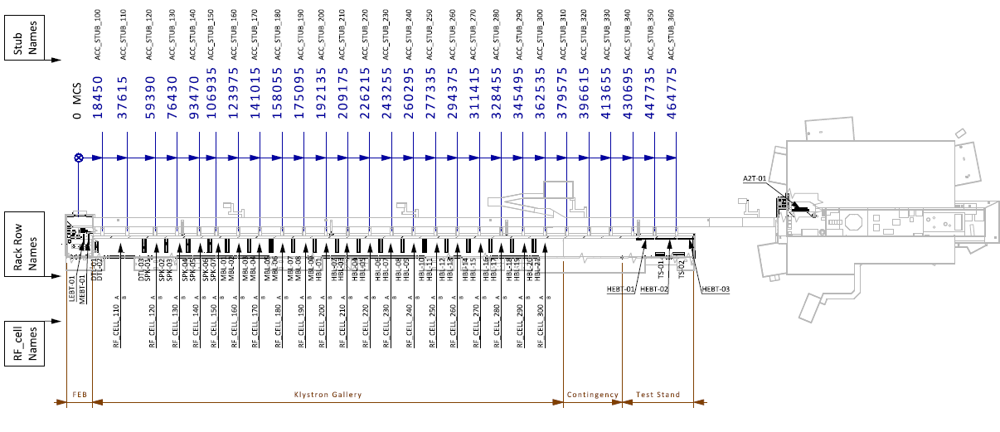 Stub
Names
ACC_STUB_100
ACC_STUB_110
ACC_STUB_120
ACC_STUB_130
ACC_STUB_140
ACC_STUB_150
ACC_STUB_160
ACC_STUB_170
ACC_STUB_180
ACC_STUB_190
ACC_STUB_200
ACC_STUB_210
ACC_STUB_220
ACC_STUB_230
ACC_STUB_240
ACC_STUB_250
ACC_STUB_260
ACC_STUB_270
ACC_STUB_280
ACC_STUB_290
ACC_STUB_300
ACC_STUB_310
ACC_STUB_320
ACC_STUB_330
ACC_STUB_340
ACC_STUB_350
ACC_STUB_360
0 MCS
18450
37615
59390
76430
93470
106935
123975
141015
158055
175095
192135
209175
226215
243255
260295
277335
294375
311415
328455
345495
362535
379575
396615
413655
430695
447735
464775
A2T-01
Rack Row
Names
LEBT-01
MEBT-01
DTL-01
DTL-02
DTL-03
SPK-01
SPK-02
SPK-03
SPK-04
SPK-05
SPK-06
SPK-07
MBL-01
MBL-02
MBL-03
MBL-04
MBL-05
MBL-06
MBL-07
MBL-08
MBL-09
HBL-01
HBL-02
HBL-03
HBL-04
HBL-05
HBL-06
HBL-07
HBL-08
HBL-09
HBL-10
HBL-11
HBL-12
HBL-13
HBL-14
HBL-15
HBL-16
HBL-17
HBL-18
HBL-19
HBL-20
HBL-21
TS-01
TS-02
HEBT-01
HEBT-02
HEBT-03
RF_cell
Names
RF_CELL_110 A B
RF_CELL_120 A B
RF_CELL_130 A B
RF_CELL_140 A B
RF_CELL_150 A B
RF_CELL_160 A B
RF_CELL_170 A B
RF_CELL_180 A B
RF_CELL_190 A B
RF_CELL_200 A B
RF_CELL_210 A B
RF_CELL_220 A B
RF_CELL_230 A B
RF_CELL_240 A B
RF_CELL_250 A B
RF_CELL_260 A B
RF_CELL_270 A B
RF_CELL_280 A B
RF_CELL_290 A B
RF_CELL_300 A B
FEB
Klystron Gallery
Contingency
Test Stand